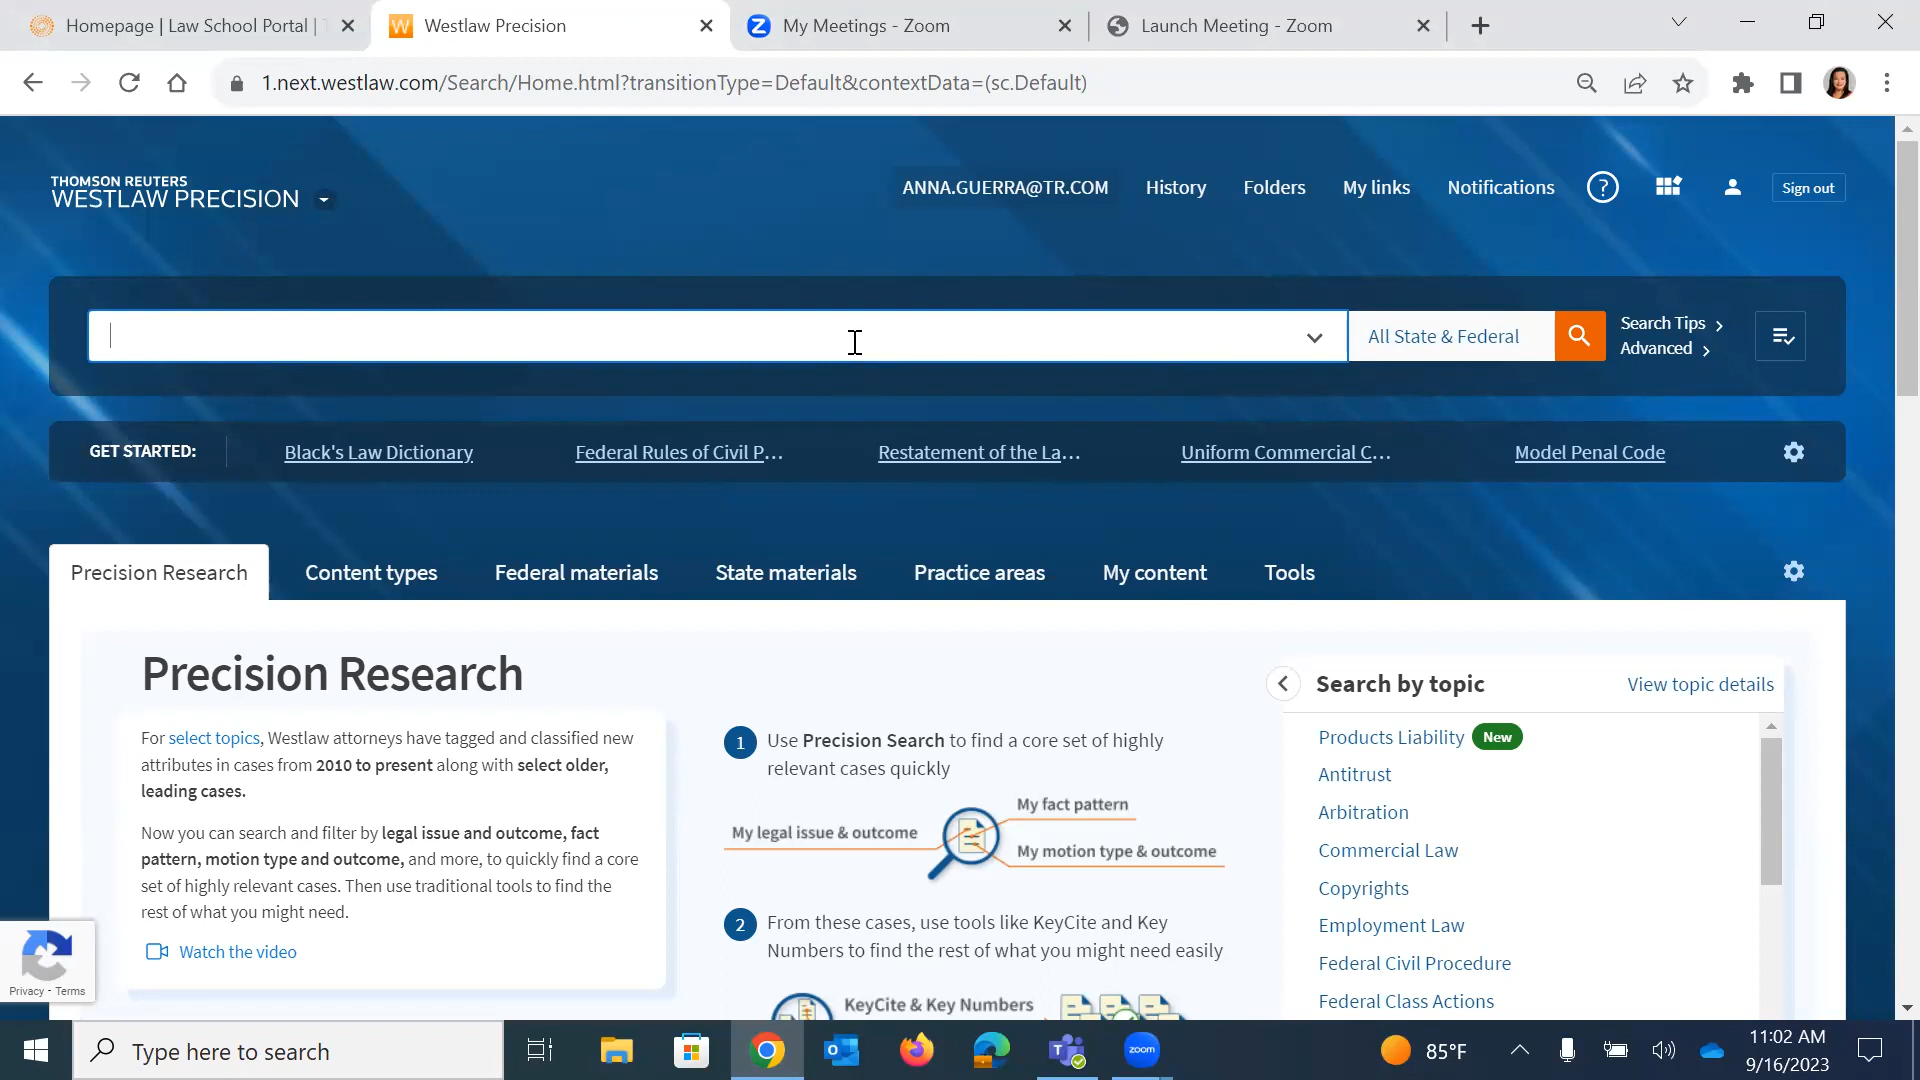 Homepage | Law School Portal |
Westlaw Precision
My Meetings - Zoom
Launch Meeting - Zoom
1.next.westlaw.com/Search/Home.html?transitionType=Default&contextData=(sc.Default)
THOMSON REUTERS
WESTLAW PRECISION
ANNA.GUERRA@TR.COM
History
Folders
My links
Notifications
?
Sign out
All State & Federal
Search Tips
Advanced
GET STARTED:
Black's Law Dictionary
Federal Rules of Civil P...
Restatement of the La...
Uniform Commercial C...
Model Penal Code
Precision Research
Content types
Federal materials
State materials
Practice areas
My content
Tools
Precision Research
For select topics, Westlaw attorneys have tagged and classified new
attributes in cases from 2010 to present along with select older,
leading cases.
Now you can search and filter by legal issue and outcome, fact
pattern, motion type and outcome, and more, to quickly find a core
set of highly relevant cases. Then use traditional tools to find the
rest of what you might need.
Watch the video
1
Use Precision Search to find a core set of highly
relevant cases quickly
My fact pattern
My legal issue & outcome
My motion type & outcome
2
From these cases, use tools like KeyCite and Key
Numbers to find the rest of what you might need easily
KeyCite & Key Numbers
Search by topic
View topic details
Products Liability
New
Antitrust
Arbitration
Commercial Law
Copyrights
Employment Law
Federal Civil Procedure
Federal Class Actions
Privacy - Terms
Type here to search
zoom
85°F
11:02 AM
9/16/2023